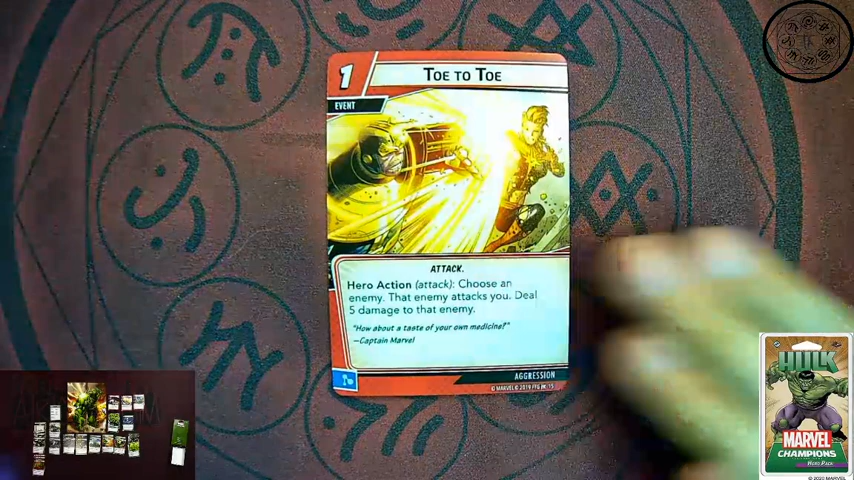 1
TOE TO TOE
EVENT
ATTACK.
Hero Action (attack): Choose an
enemy. That enemy attacks you. Deal
5 damage to that enemy.
"How about a taste of your own medicine!"
—Captain Marvel
AGGRESSION
HULK
MARVEL
CHAMPIONS
Hero Pack
© 2020 MARVEL